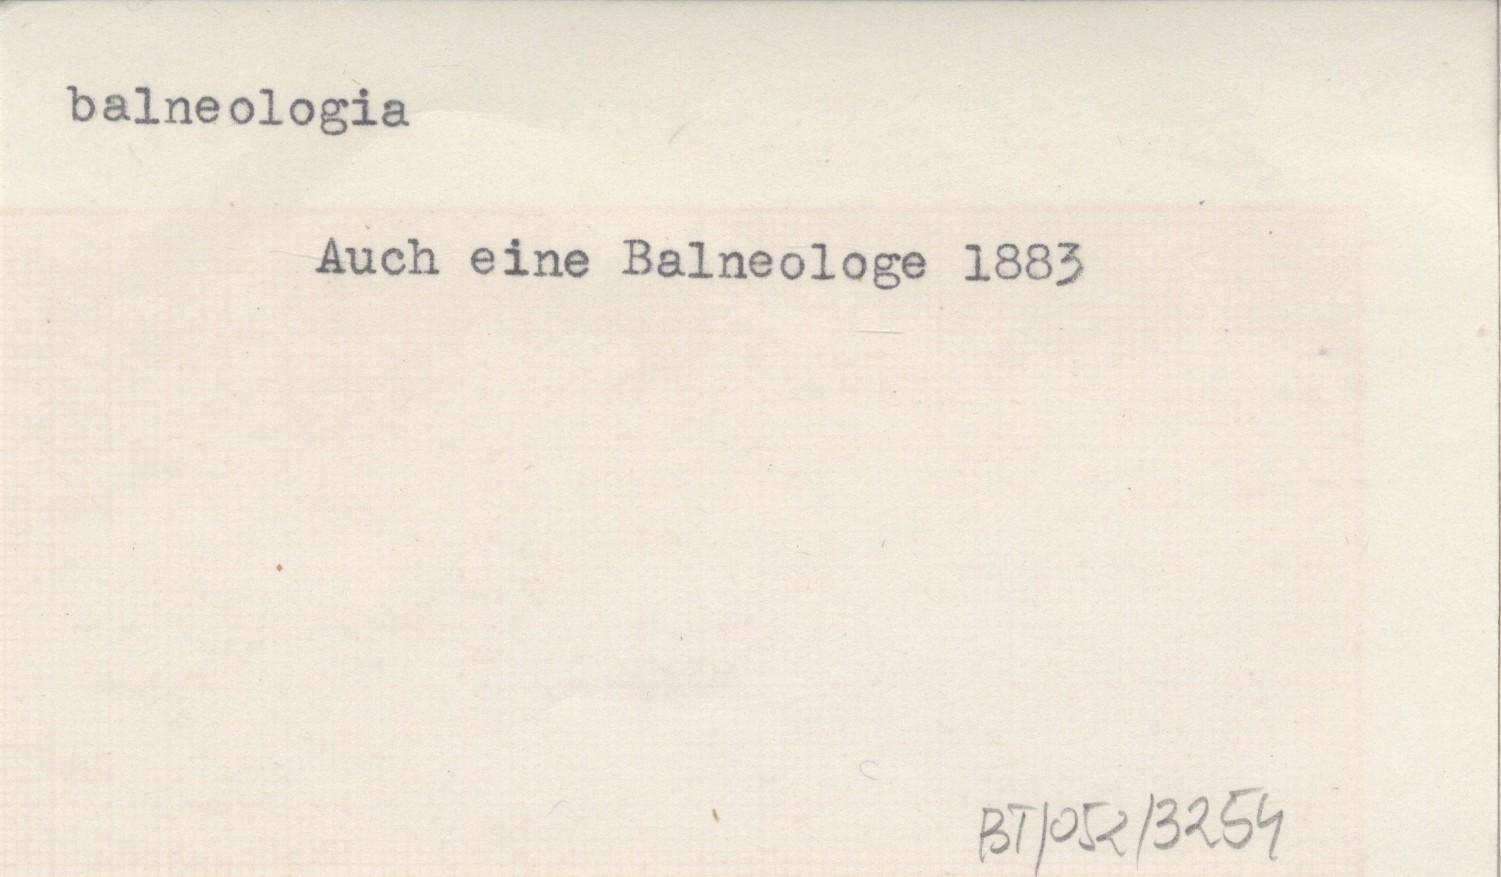 balneologia
Auch eine Balneologe 1883
BT/052/3254